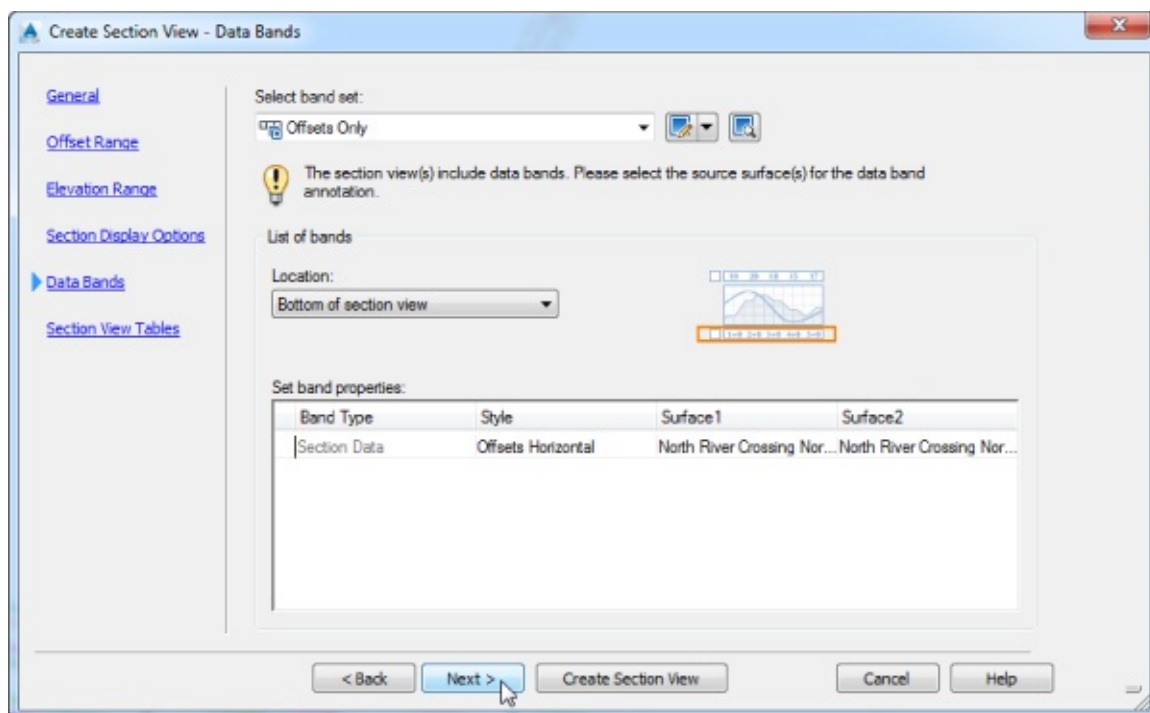 Create Section View - Data Bands
General
Offset Range
Elevation Range
Section Display Options
Data Bands
Section View Tables
Select band set:
Offsets Only
The section view(s) include data bands. Please select the source surface(s) for the data band
annotation.
List of bands
Location:
Bottom of section view
Set band properties:
Band Type Style Surface1 Surface2
Section Data Offsets Horizontal North River Crossing Nor... North River Crossing Nor...
< Back Next > Create Section View Cancel Help